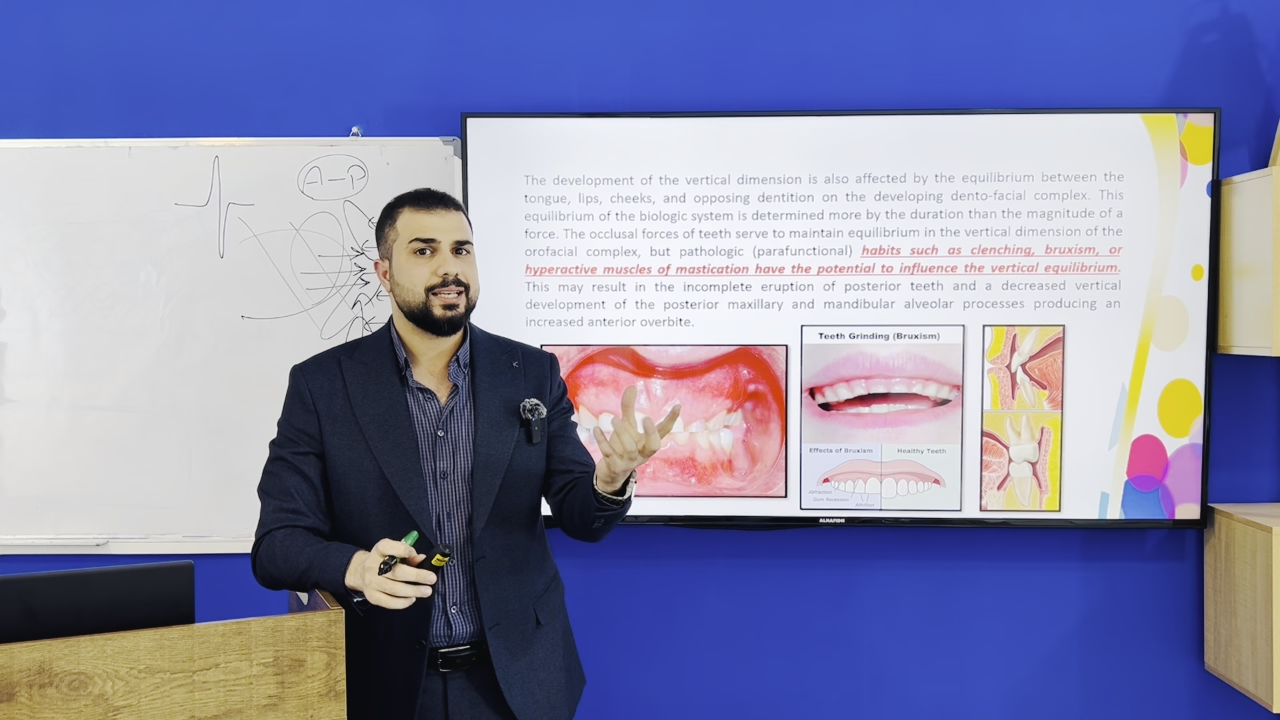 A-P
The development of the vertical dimension is also affected by the equilibrium between the
tongue, lips, cheeks, and opposing dentition on the developing dento-facial complex. This
equilibrium of the biologic system is determined more by the duration than the magnitude of a
force. The occlusal forces of teeth serve to maintain equilibrium in the vertical dimension of the
orofacial complex, but pathologic (parafunctional) habits such as clenching, bruxism, or
hyperactive muscles of mastication have the potential to influence the vertical equilibrium.
This may result in the incomplete eruption of posterior teeth and a decreased vertical
development of the posterior maxillary and mandibular alveolar processes producing an
increased anterior overbite.
Teeth Grinding (Bruxism)
Effects of Bruxism
Healthy Teeth
Abfraction
Gum Recession
Attrition
ALHAFIDH